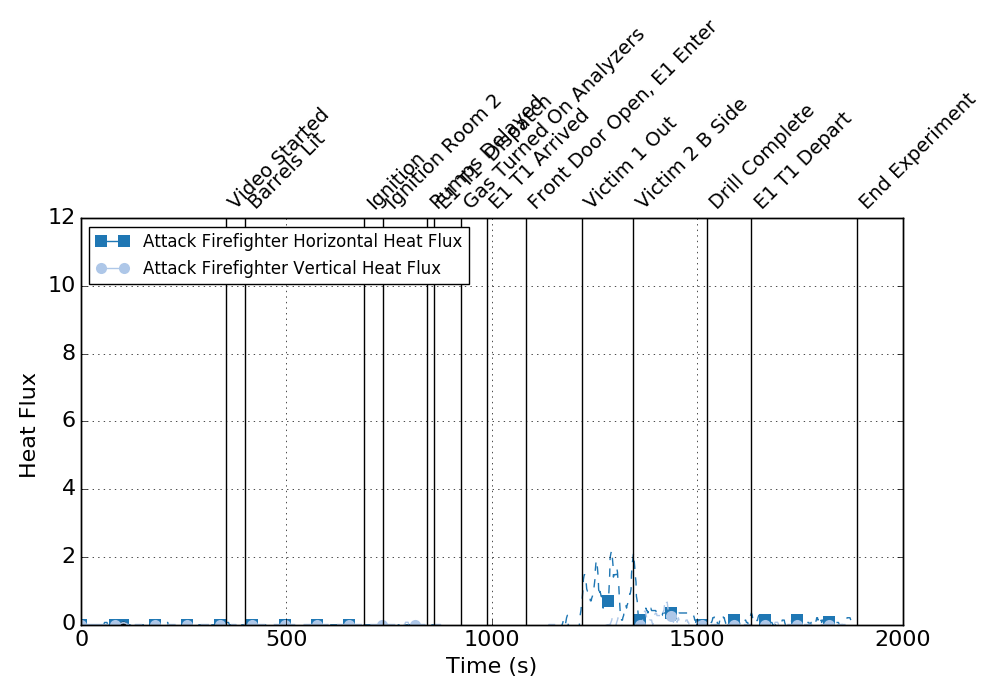 Video Started
Barrels Lit
Ignition
Ignition Room 2
Pumps Delayed
E1 T1 Dispatch
Gas Turned On Analyzers
E1 T1 Arrived
Front Door Open, E1 Enter
Victim 1 Out
Victim 2 B Side
Drill Complete
E1 T1 Depart
End Experiment
12
10
8
6
4
2
0
Heat Flux
Attack Firefighter Horizontal Heat Flux
Attack Firefighter Vertical Heat Flux
0
500
1000
1500
2000
Time (s)